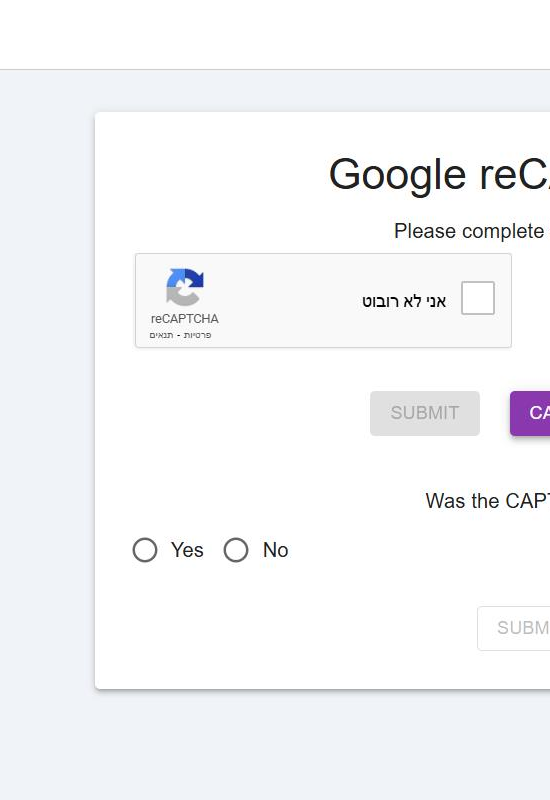 Google reC
Please complete
אני לא רובוט
reCAPTCHA
פרטיות - תנאים
SUBMIT
CA
Was the CAPT
Yes
No
SUBM